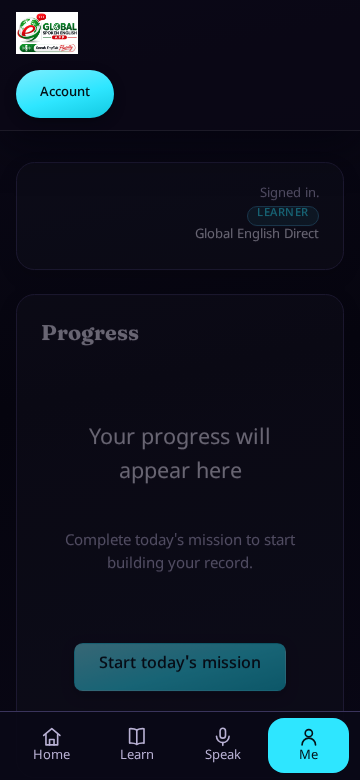 GLOBAL
SPOKEN ENGLISH
Account
Signed in.
LEARNER
Global English Direct
Progress
Your progress will
appear here
Complete today's mission to start
building your record.
Start today's mission
Home
Learn
Speak
Me